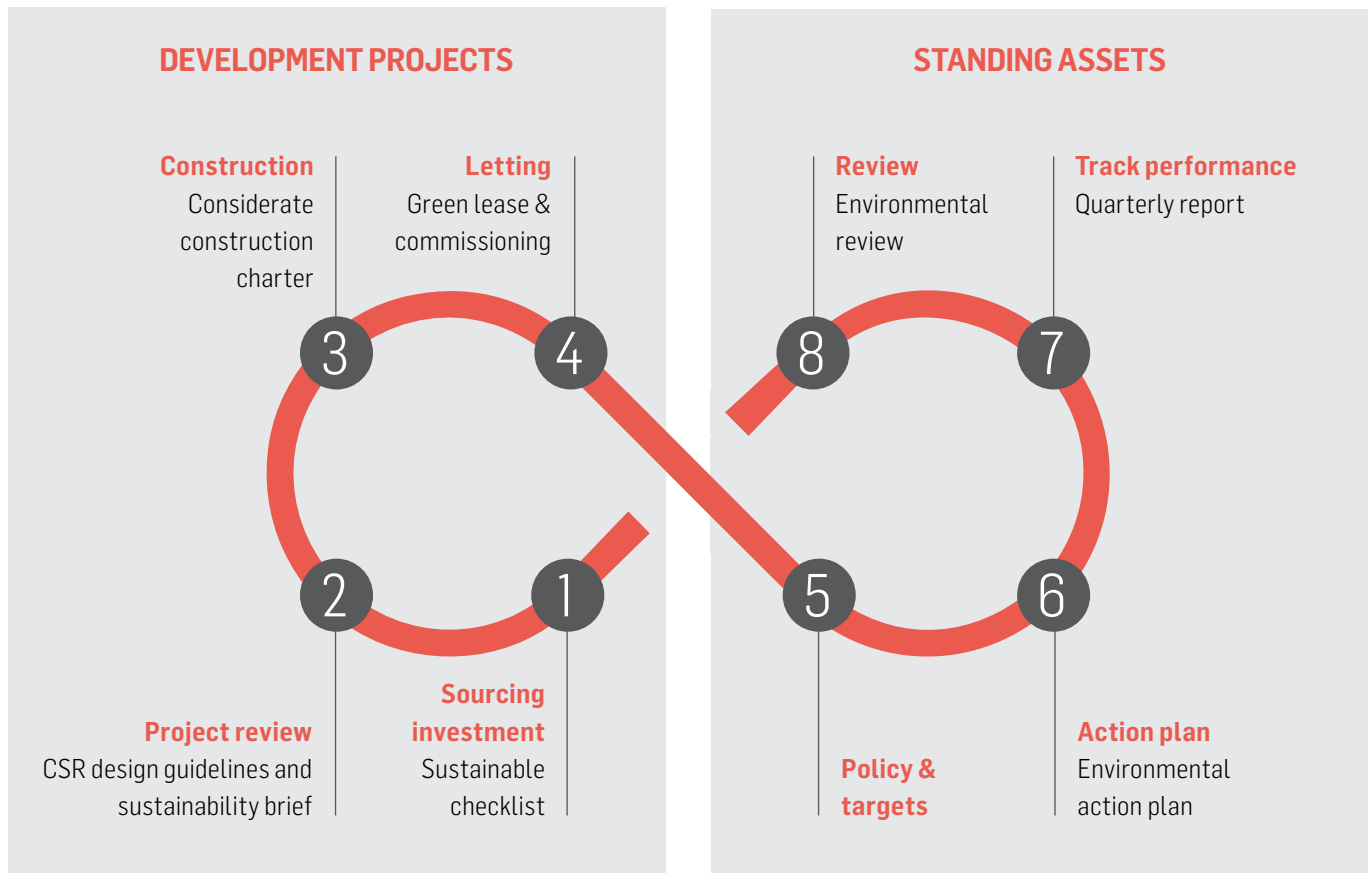 DEVELOPMENT PROJECTS
Construction
Considerate
construction
charter
Letting
Green lease &
commissioning
3
4
2
1
Project review
CSR design guidelines and
sustainability brief
Sourcing
investment
Sustainable
checklist
STANDING ASSETS
Review
Environmental
review
Track performance
Quarterly report
8
7
5
6
Policy &
targets
Action plan
Environmental
action plan